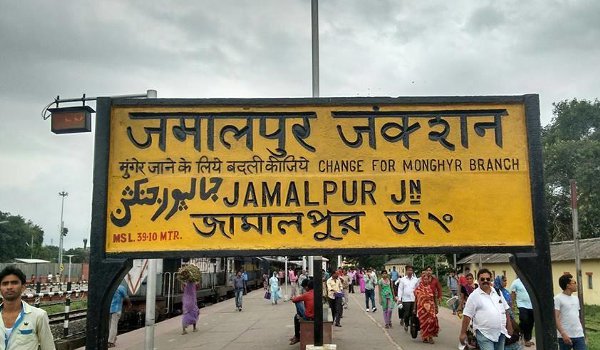 जमालपुर जंक्शन
मुंगेर जाने के लिये बदली कीजिये CHANGE FOR MONGHYR BRANCH
جمالپور جنکشن JAMALPUR JN
জামালপুর জং
MSL. 39·10 MTR.